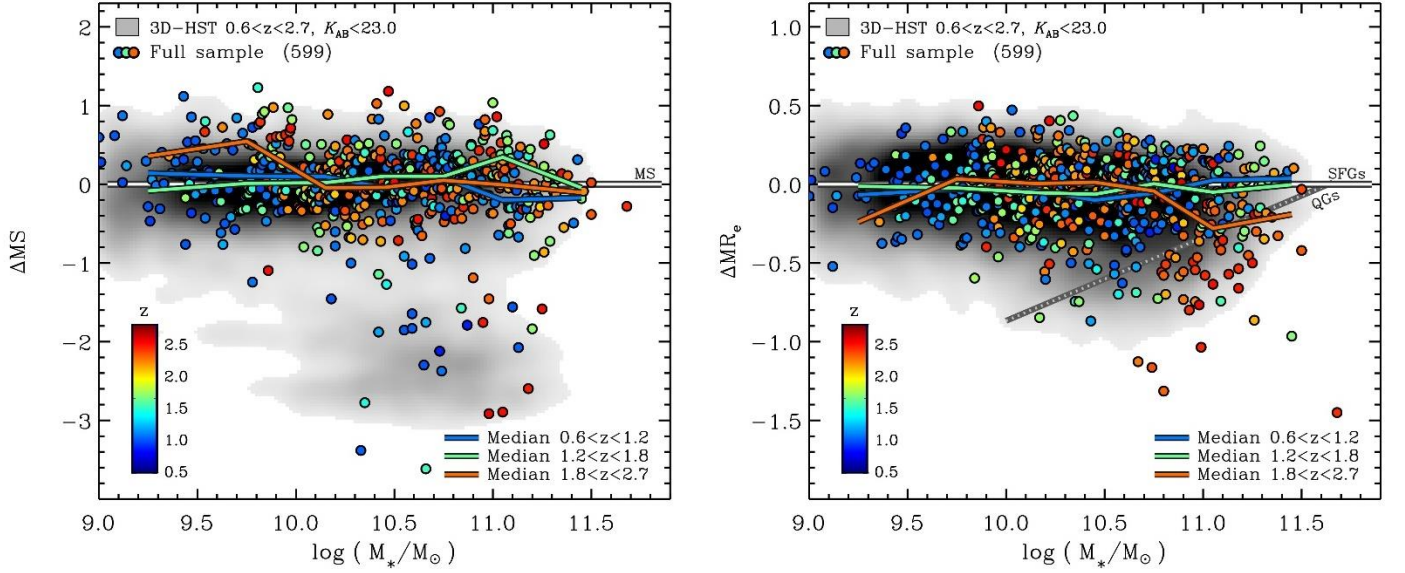 3D-HST 0.6<z<2.7, K_AB<23.0
Full sample (599)
2
1
0
−1
−2
−3
ΔMS
MS
z
2.5
2.0
1.5
1.0
0.5
Median 0.6<z<1.2
Median 1.2<z<1.8
Median 1.8<z<2.7
9.0 9.5 10.0 10.5 11.0 11.5
log ( M_*/M_⊙ )
3D-HST 0.6<z<2.7, K_AB<23.0
Full sample (599)
1.0
0.5
0.0
−0.5
−1.0
−1.5
ΔMR_e
SFGs
QGs
z
2.5
2.0
1.5
1.0
0.5
Median 0.6<z<1.2
Median 1.2<z<1.8
Median 1.8<z<2.7
9.0 9.5 10.0 10.5 11.0 11.5
log ( M_*/M_⊙ )